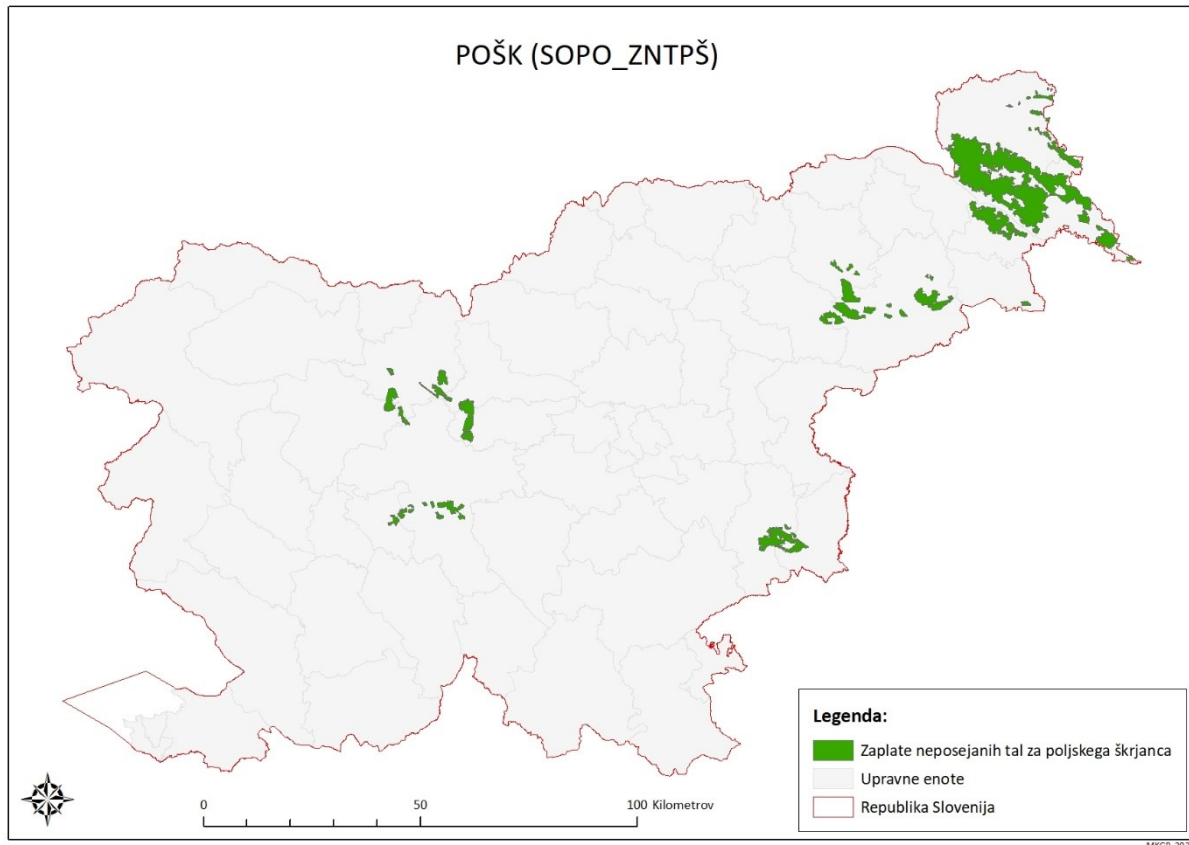 POŠK (SOPO_ZNTPŠ)
Legenda:
Zaplate neposejanih tal za poljskega škrjanca
Upravne enote
Republika Slovenija
0 50 100 Kilometrov